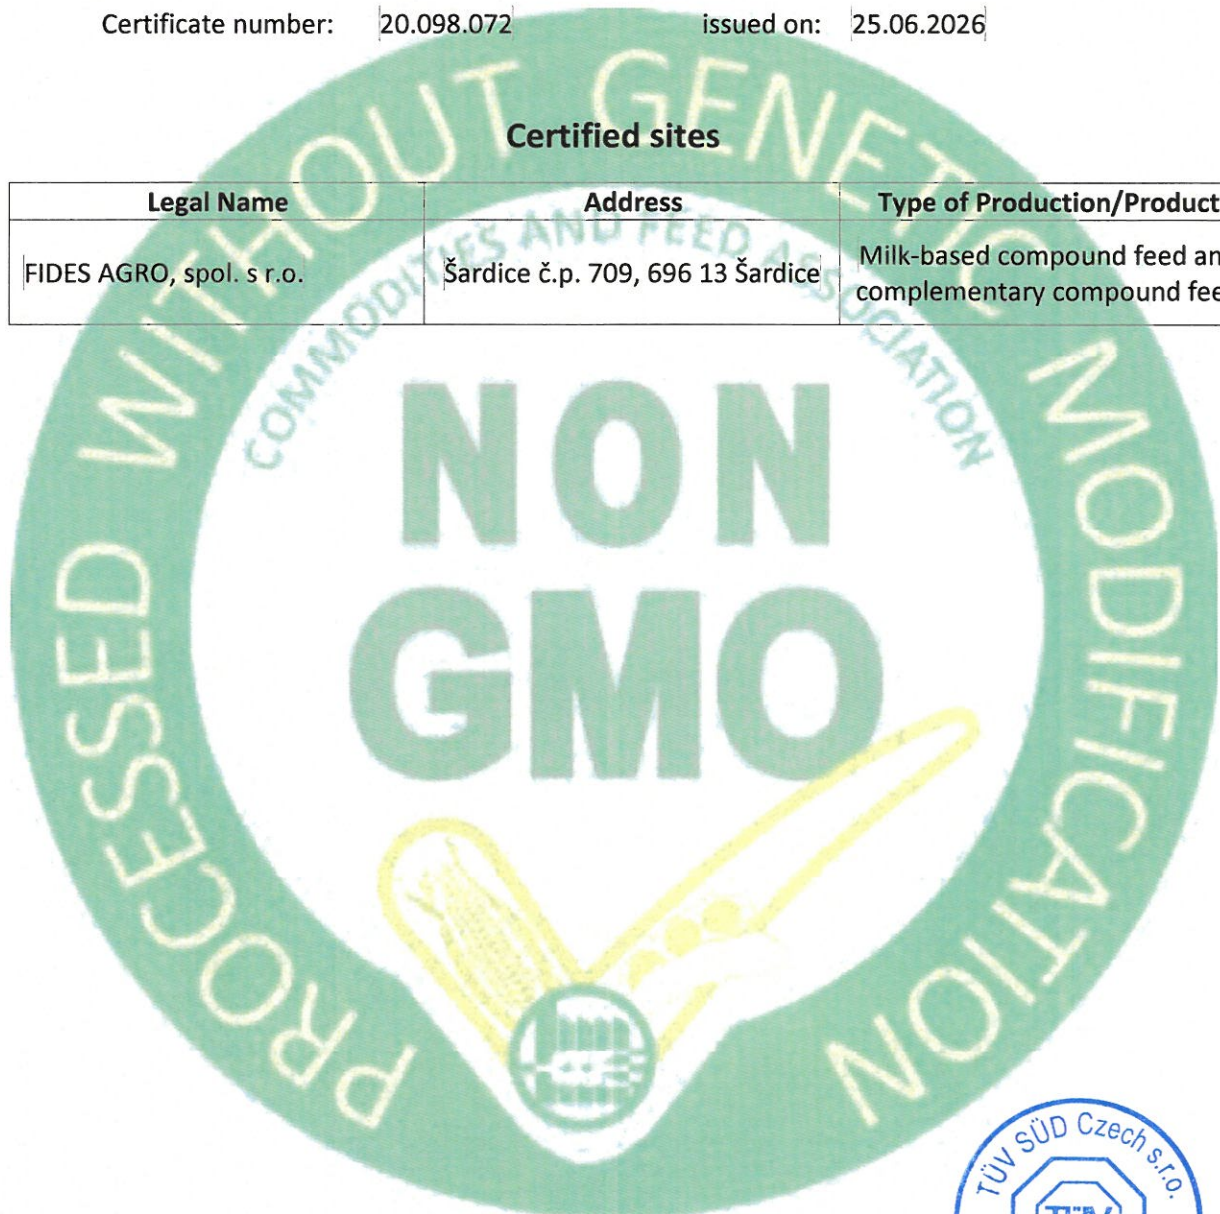 Certificate number: 20.098.072 issued on: 25.06.2026
Certified sites
Legal Name Address Type of Production/Product
FIDES AGRO, spol. s r.o. Šardice č.p. 709, 696 13 Šardice Milk-based compound feed an
complementary compound fee
PROCESSED WITHOUT GENETIC MODIFICATION
COMMODITIES AND FEED ASSOCIATION
NON
GMO
TÜV SÜD Czech s.r.o.
TÜV